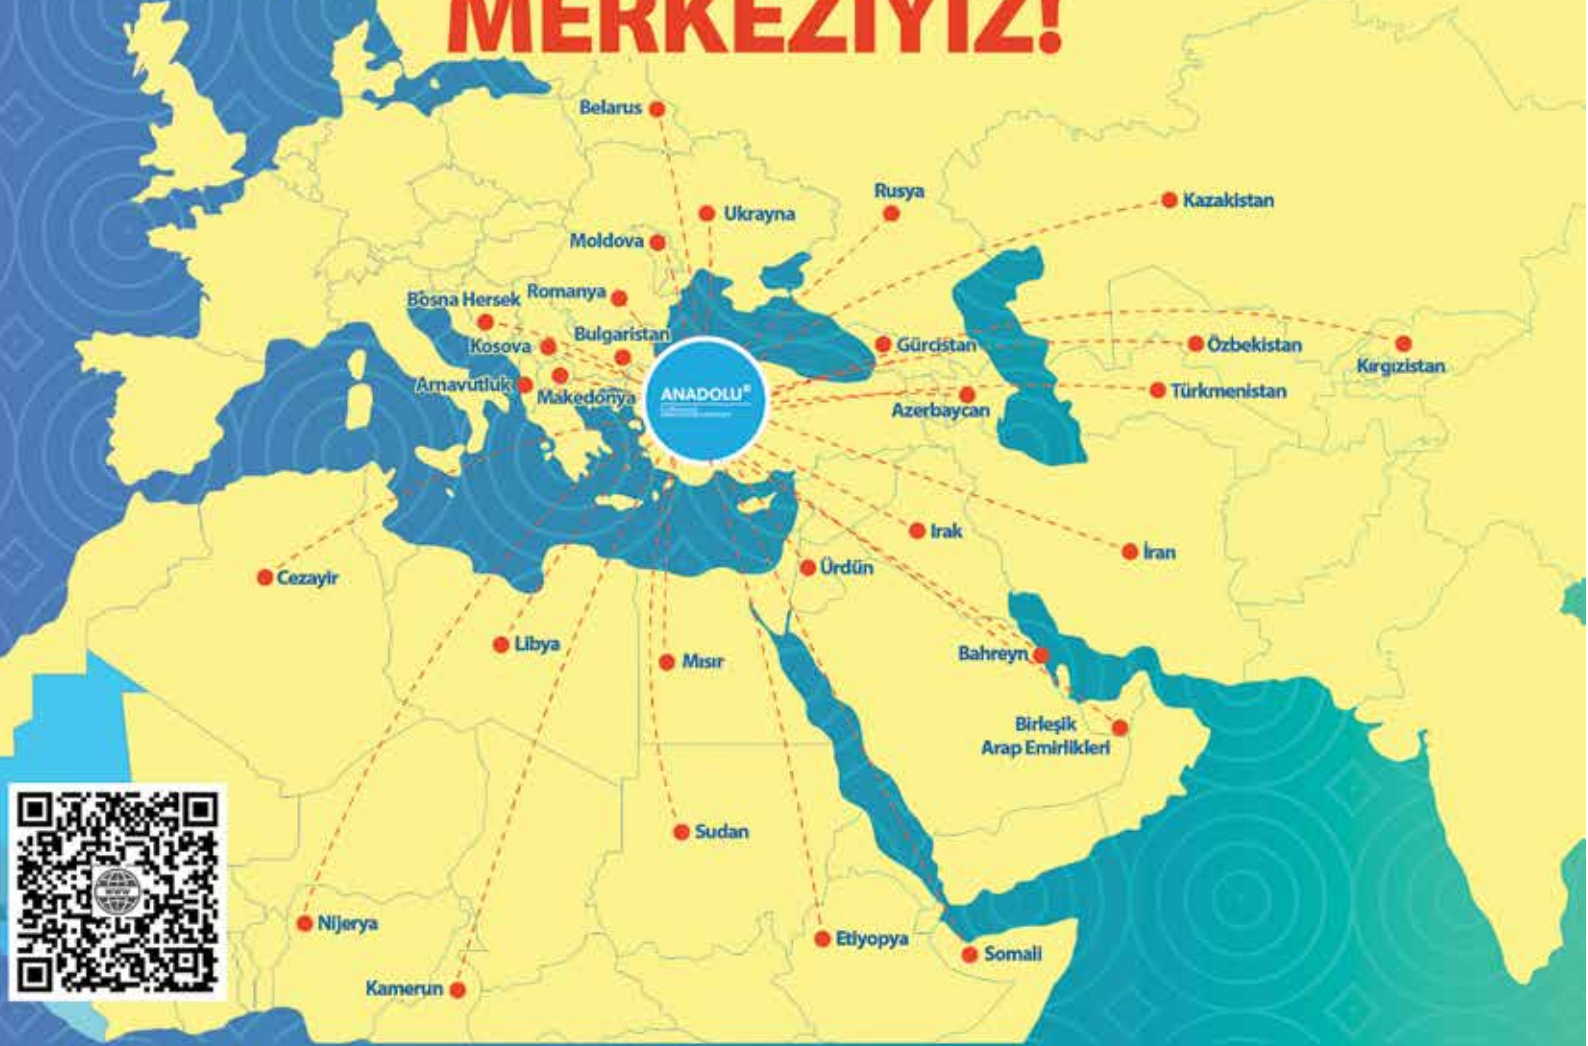 MERKEZİYİZ!
Belarus
Rusya
Kazakistan
Ukrayna
Moldova
Romanya
Bosna Hersek
Bulgaristan
Kosova
Gürcistan
Özbekistan
Kırgızistan
Arnavutluk
Makedonya
ANADOLU
Türkmenistan
Azerbaycan
Irak
İran
Ürdün
Cezayir
Libya
Mısır
Bahreyn
Birleşik
Arap Emirlikleri
Sudan
WWW
Nijerya
Etiyopya
Somali
Kamerun